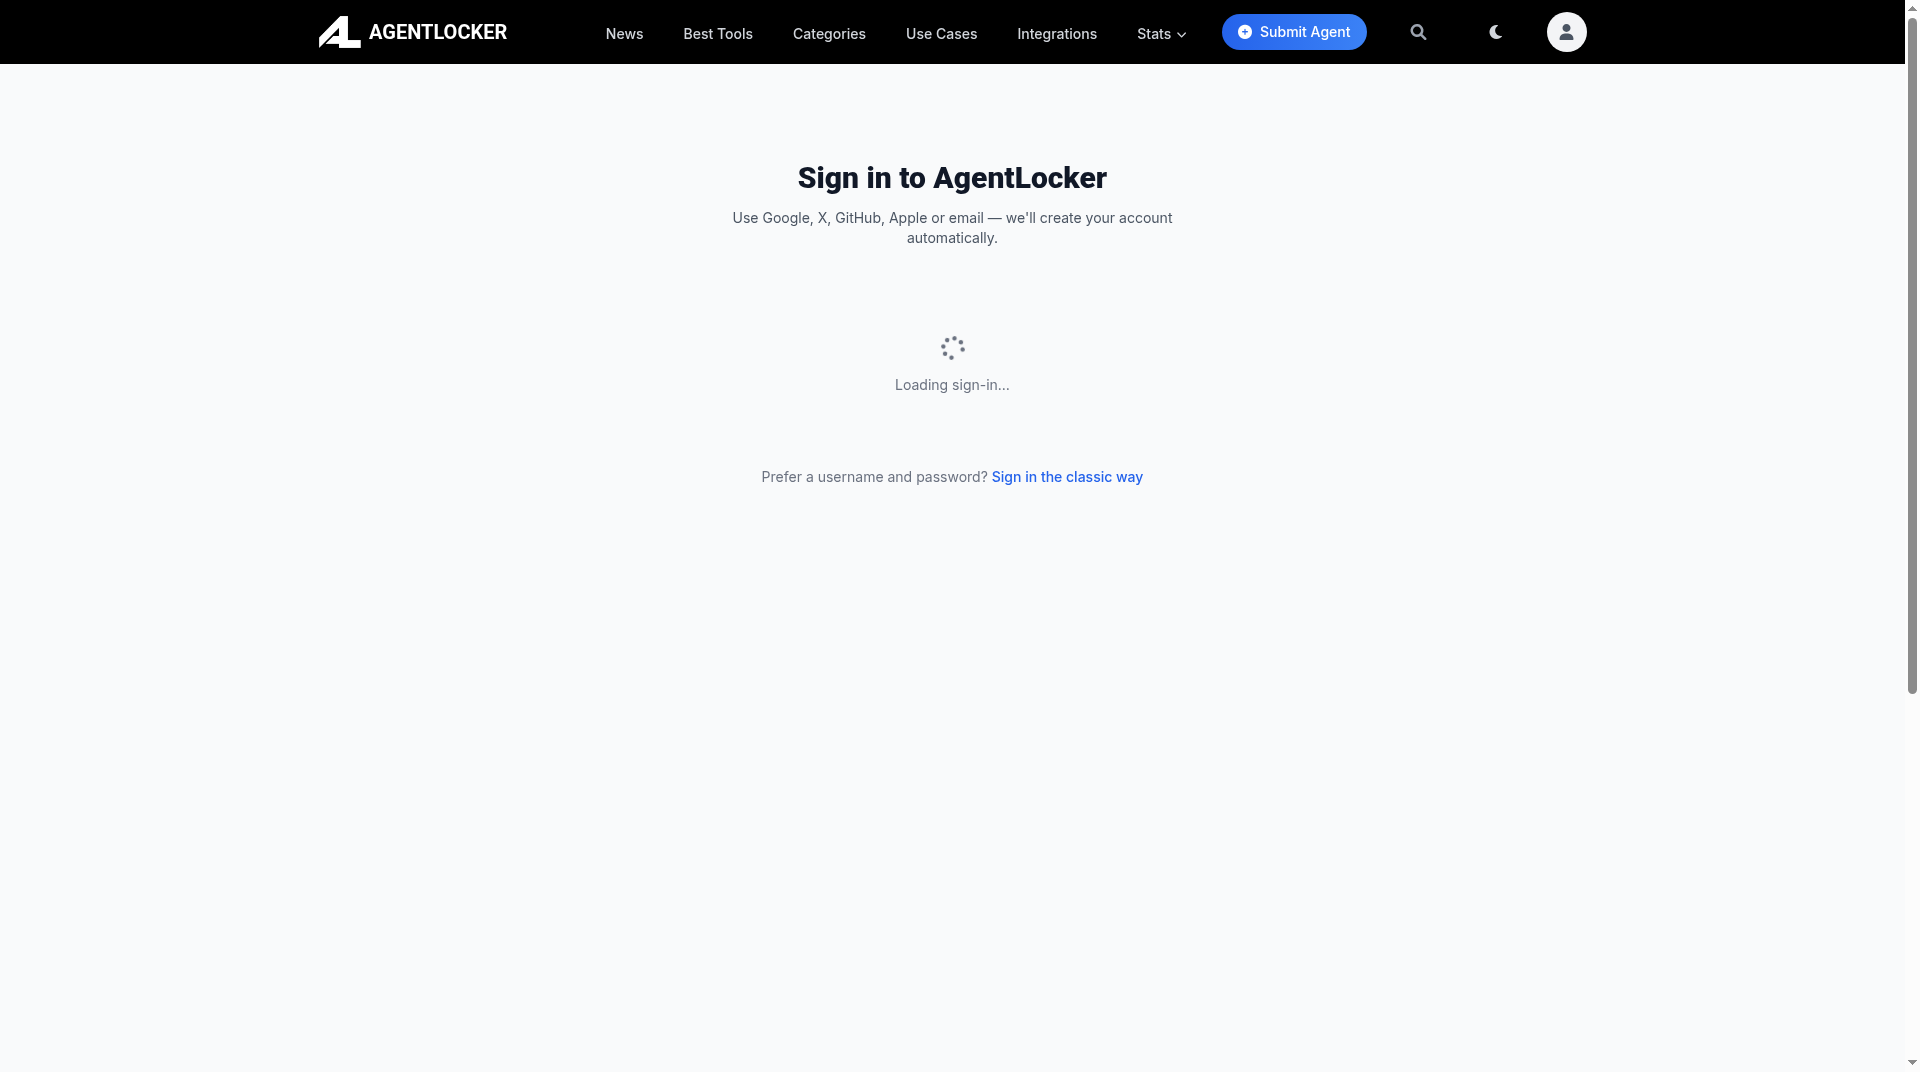 AGENTLOCKER
News
Best Tools
Categories
Use Cases
Integrations
Stats
Submit Agent
Sign in to AgentLocker
Use Google, X, GitHub, Apple or email — we'll create your account
automatically.
Loading sign-in...
Prefer a username and password? Sign in the classic way